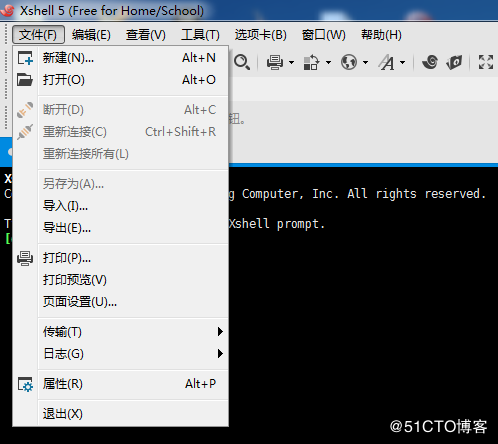 Xshell 5 (Free for Home/School)
文件(F) 编辑(E) 查看(V) 工具(T) 选项卡(B) 窗口(W) 帮助(H)
新建(N)... Alt+N
打开(O) Alt+O
断开(D) Alt+C
钮。
重新连接(C) Ctrl+Shift+R
重新连接所有(L)
另存为(A)...
X
导入(I)... g Computer, Inc. All rights reserved.
导出(E)... Xshell prompt.
打印(P)...
打印预览(V)
页面设置(U)...
传输(T)
日志(G)
属性(R) Alt+P
退出(X)
@51CTO博客